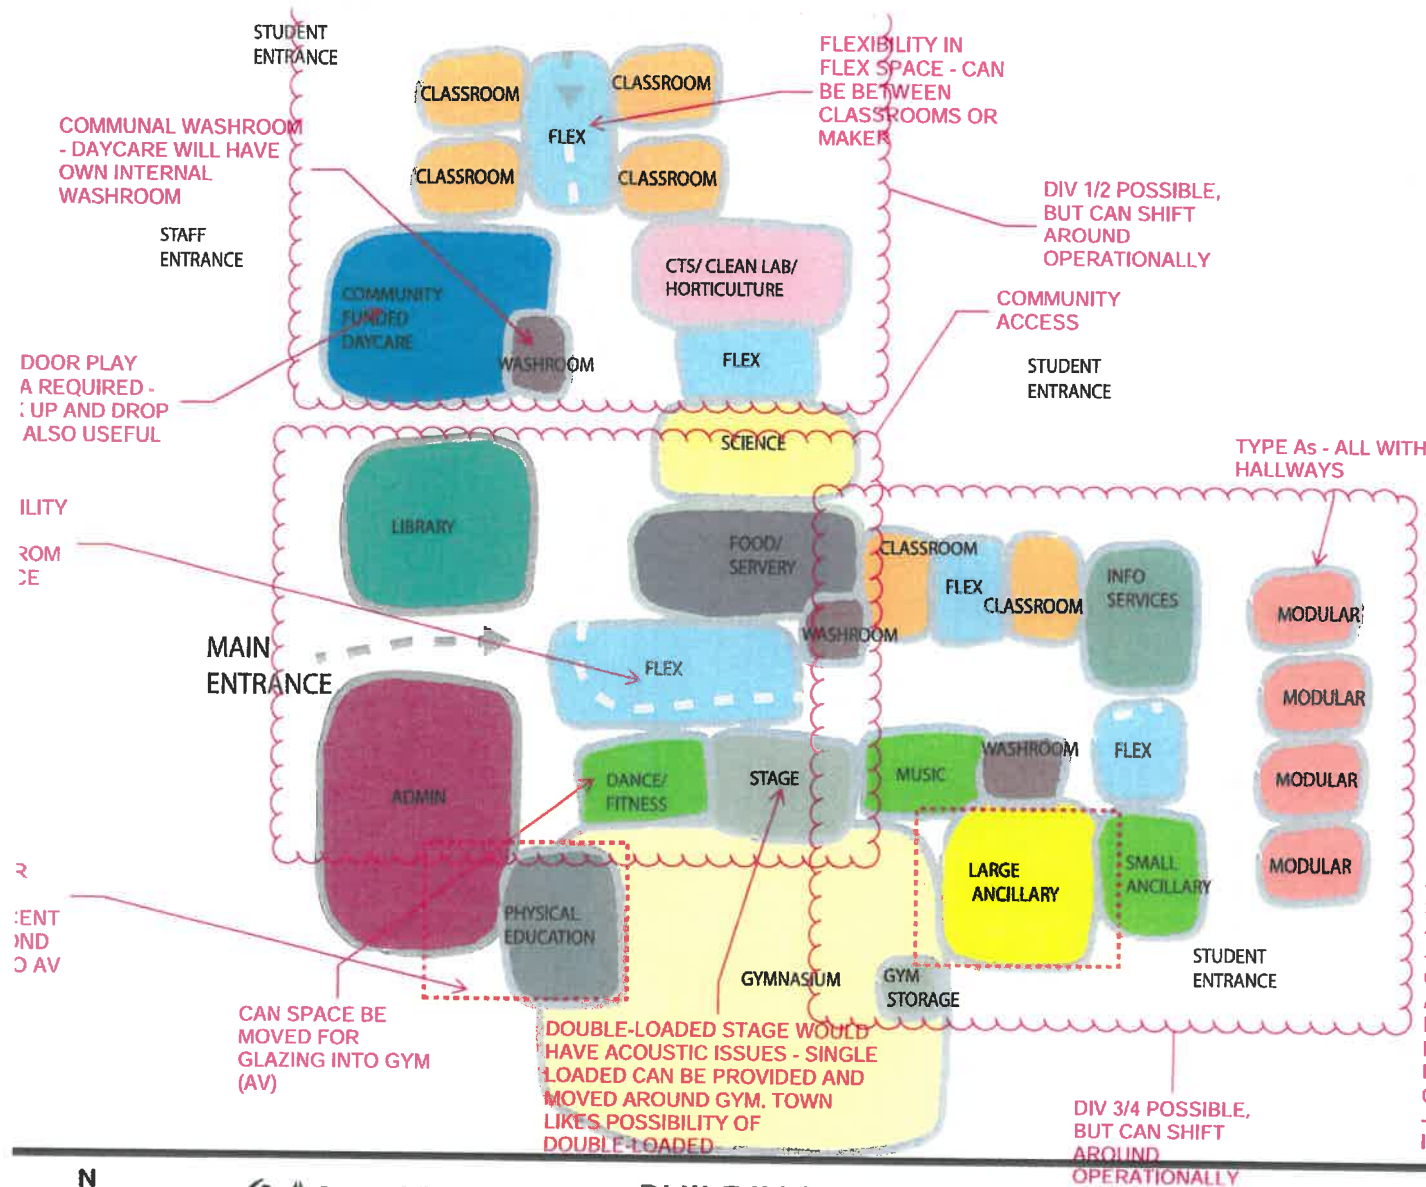 STUDENT
ENTRANCE
FLEXIBILITY IN
FLEX SPACE - CAN
BE BETWEEN
CLASSROOMS OR
MAKER
CLASSROOM
CLASSROOM
FLEX
CLASSROOM
CLASSROOM
COMMUNAL WASHROOM
- DAYCARE WILL HAVE
OWN INTERNAL
WASHROOM
DIV 1/2 POSSIBLE,
BUT CAN SHIFT
AROUND
OPERATIONALLY
STAFF
ENTRANCE
CTS/ CLEAN LAB/
HORTICULTURE
COMMUNITY
FUNDED
DAYCARE
COMMUNITY
ACCESS
WASHROOM
FLEX
STUDENT
ENTRANCE
DOOR PLAY
A REQUIRED -
UP AND DROP
ALSO USEFUL
SCIENCE
TYPE As - ALL WITH
HALLWAYS
ILITY
ROM
CE
LIBRARY
FOOD/
SERVERY
CLASSROOM
FLEX
CLASSROOM
INFO
SERVICES
MODULAR
WASHROOM
MAIN
ENTRANCE
FLEX
MODULAR
DANCE/
FITNESS
STAGE
MUSIC
WASHROOM
FLEX
MODULAR
ADMIN
LARGE
ANCILLARY
SMALL
ANCILLARY
MODULAR
R
CENT
OND
O AV
PHYSICAL
EDUCATION
GYMNASIUM
GYM
STORAGE
STUDENT
ENTRANCE
CAN SPACE BE
MOVED FOR
GLAZING INTO GYM
(AV)
DOUBLE-LOADED STAGE WOULD
HAVE ACOUSTIC ISSUES - SINGLE
LOADED CAN BE PROVIDED AND
MOVED AROUND GYM. TOWN
LIKES POSSIBILITY OF
DOUBLE-LOADED
DIV 3/4 POSSIBLE,
BUT CAN SHIFT
AROUND
OPERATIONALLY
N